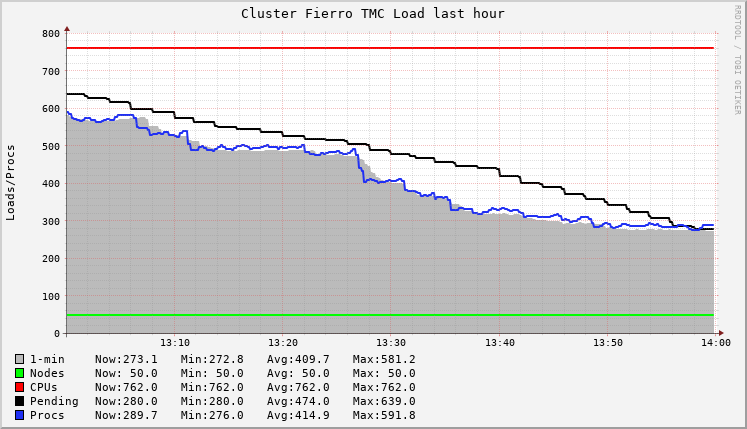 Cluster Fierro TMC Load last hour
RRDTOOL / TOBI OETIKER
Loads/Procs
800
700
600
500
400
300
200
100
0
13:10 13:20 13:30 13:40 13:50 14:00
1-min Now:273.1 Min:272.8 Avg:409.7 Max:581.2
Nodes Now: 50.0 Min: 50.0 Avg: 50.0 Max: 50.0
CPUs Now:762.0 Min:762.0 Avg:762.0 Max:762.0
Pending Now:280.0 Min:280.0 Avg:474.0 Max:639.0
Procs Now:289.7 Min:276.0 Avg:414.9 Max:591.8